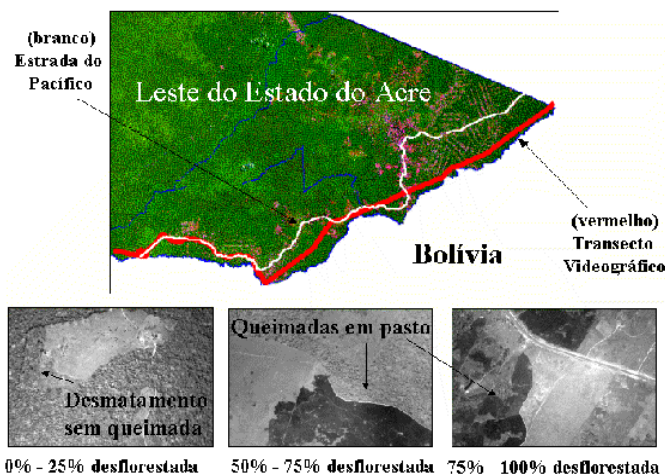 (branco)
Estrada do
Pacífico
Leste do Estado do Acre
(vermelho)
Transecto
Videográfico
Bolívia
Queimadas em pasto
Desmatamento
sem queimada
0% - 25% desflorestada
50% - 75% desflorestada
75% 100% desflorestada